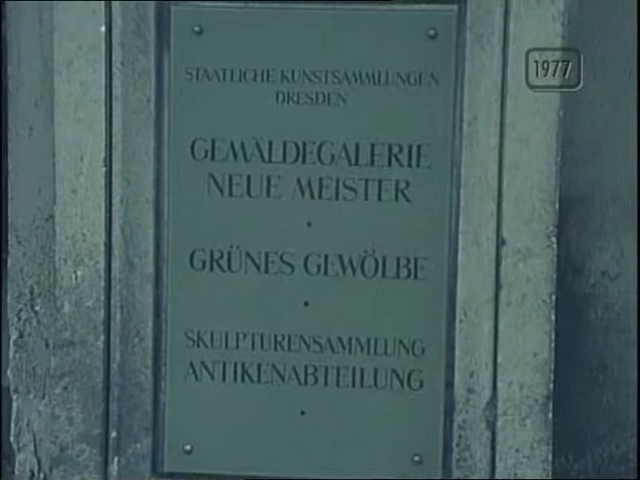 1977
STAATLICHE KUNSTSAMMLUNGEN
DRESDEN
GEMÄLDEGALERIE
NEUE MEISTER
GRÜNES GEWÖLBE
SKULPTURENSAMMLUNG
ANTIKENABTEILUNG